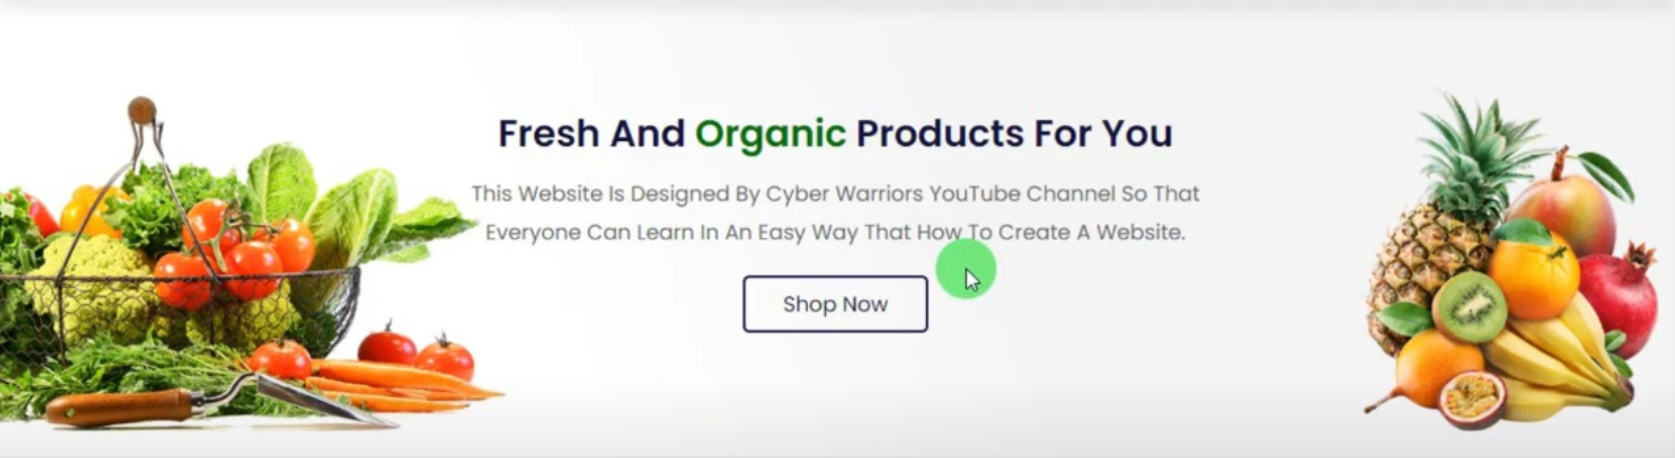 Fresh And Organic Products For You
This Website Is Designed By Cyber Warriors YouTube Channel So That
Everyone Can Learn In An Easy Way That How To Create A Website.
Shop Now